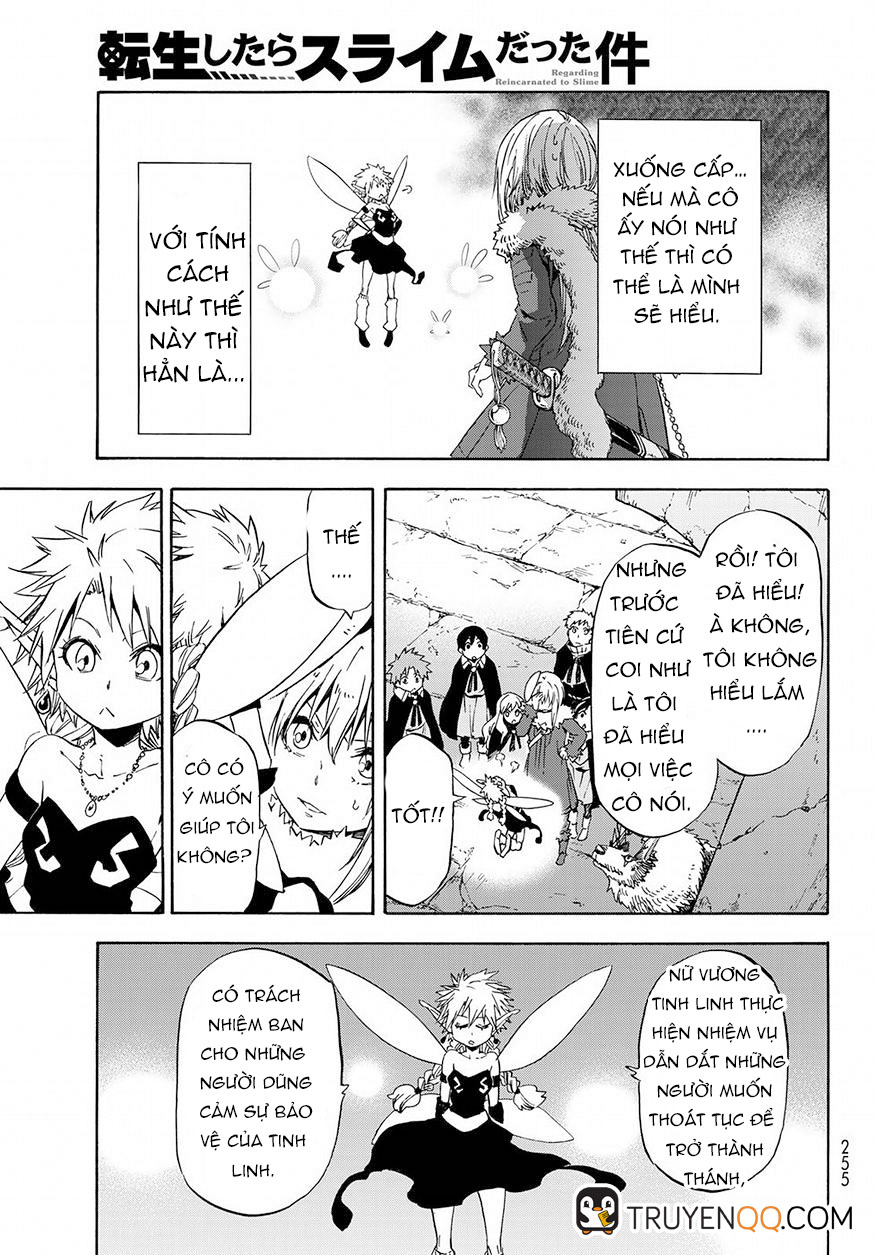 転生したらスライムだった件
Regarding
Reincarnated to Slime
XUỐNG CẤP...
NẾU MÀ CÔ
ẤY NÓI NHƯ
THẾ THÌ CÓ
THỂ LÀ MÌNH
SẼ HIỂU.
VỚI TÍNH
CÁCH
NHƯ THẾ
NÀY THÌ
HẲN LÀ...
RỒI! TÔI
ĐÃ HIỂU!
À KHÔNG,
TÔI KHÔNG
HIỂU LẮM
....
NHƯNG
TRƯỚC
TIÊN CỨ
COI NHƯ
LÀ TÔI
ĐÃ HIỂU
MỌI VIỆC
CÔ NÓI.
TỐT!!
THẾ
....
CÔ CÓ
Ý MUỐN
GIÚP TÔI
KHÔNG?
NỮ VƯƠNG
TINH LINH THỰC
HIỆN NHIỆM VỤ
DẪN DẮT NHỮNG
NGƯỜI MUỐN
THOÁT TỤC ĐỂ
TRỞ THÀNH
THÁNH,
CÓ TRÁCH
NHIỆM BAN
CHO NHỮNG
NGƯỜI DŨNG
CẢM SỰ BẢO
VỆ CỦA TINH
LINH.
255
TRUYENQQ.COM